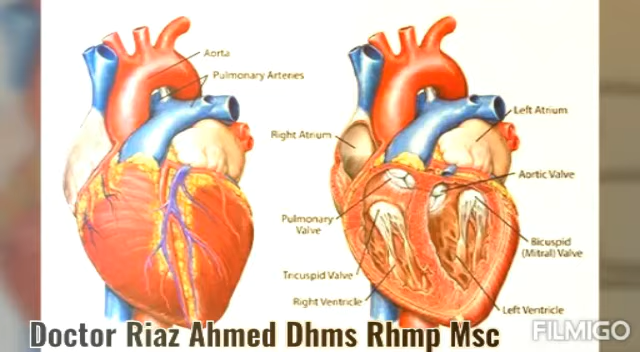 Aorta
Pulmonary Arteries
Left Atrium
Right Atrium
Aortic Valve
Pulmonary
Valve
Bicuspid
(Mitral) Valve
Tricuspid Valve
Right Ventricle
Left Ventricle
Doctor Riaz Ahmed Dhms Rhmp Msc
FILMIGO